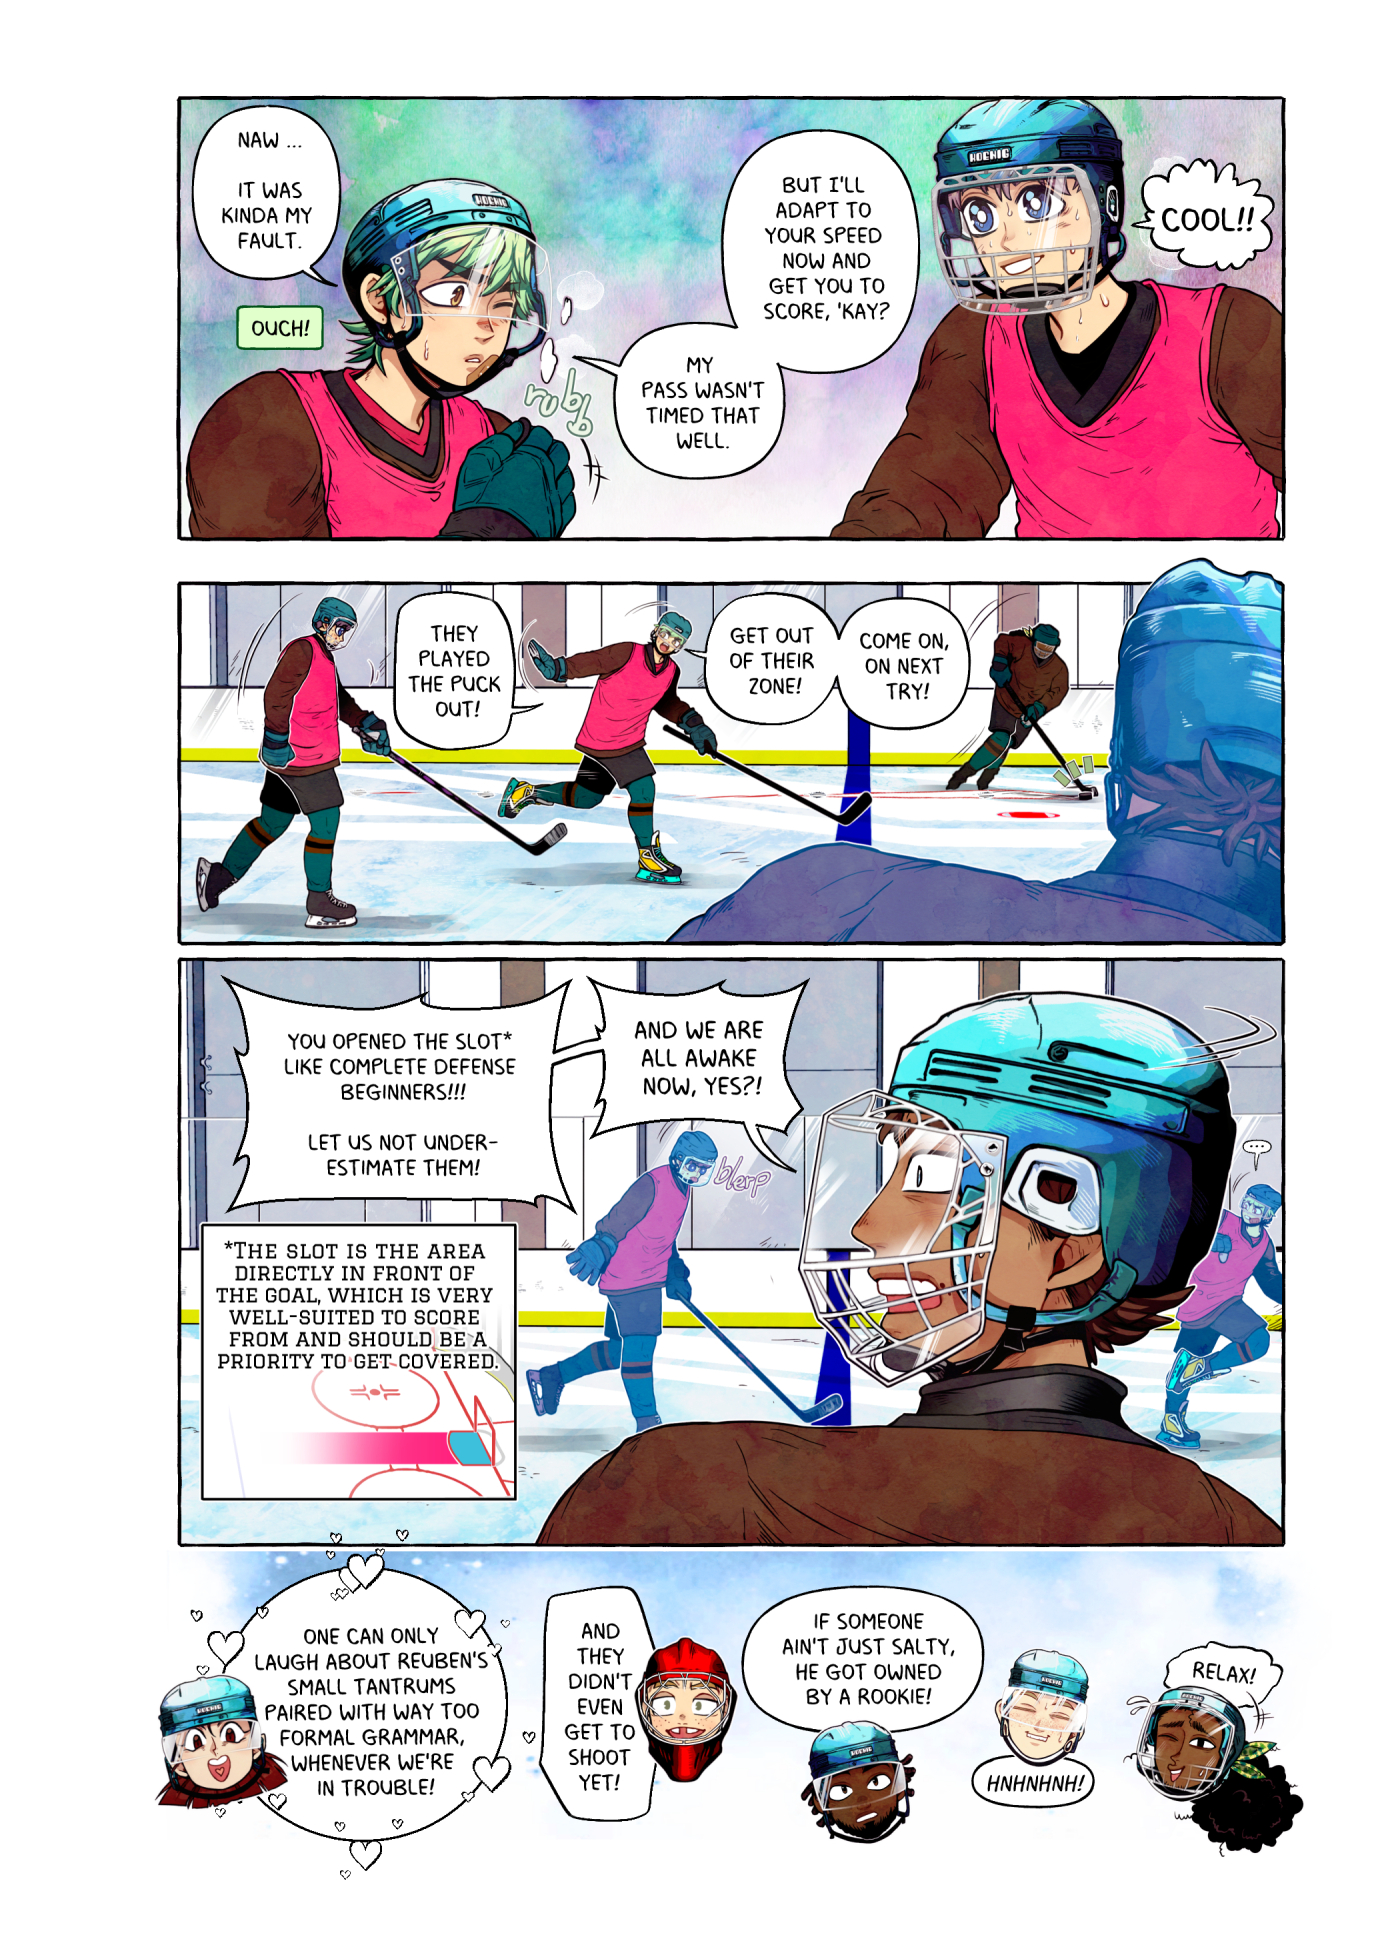 NAW ...
IT WAS
KINDA MY
FAULT.
OUCH!
HOENIG
rubb
MY
PASS WASN'T
TIMED THAT
WELL.
BUT I'LL
ADAPT TO
YOUR SPEED
NOW AND
GET YOU TO
SCORE, 'KAY?
HOENIG
COOL!!
THEY
PLAYED
THE PUCK
OUT!
GET OUT
OF THEIR
ZONE!
COME ON,
ON NEXT
TRY!
YOU OPENED THE SLOT*
LIKE COMPLETE DEFENSE
BEGINNERS!!!
LET US NOT UNDER-
ESTIMATE THEM!
AND WE ARE
ALL AWAKE
NOW, YES?!
blerp
...
*THE SLOT IS THE AREA
DIRECTLY IN FRONT OF
THE GOAL, WHICH IS VERY
WELL-SUITED TO SCORE
FROM AND SHOULD BE A
PRIORITY TO GET COVERED.
ONE CAN ONLY
LAUGH ABOUT REUBEN'S
SMALL TANTRUMS
PAIRED WITH WAY TOO
FORMAL GRAMMAR,
WHENEVER WE'RE
IN TROUBLE!
AND
THEY
DIDN'T
EVEN
GET TO
SHOOT
YET!
IF SOMEONE
AIN'T JUST SALTY,
HE GOT OWNED
BY A ROOKIE!
HNHNHNH!
RELAX!